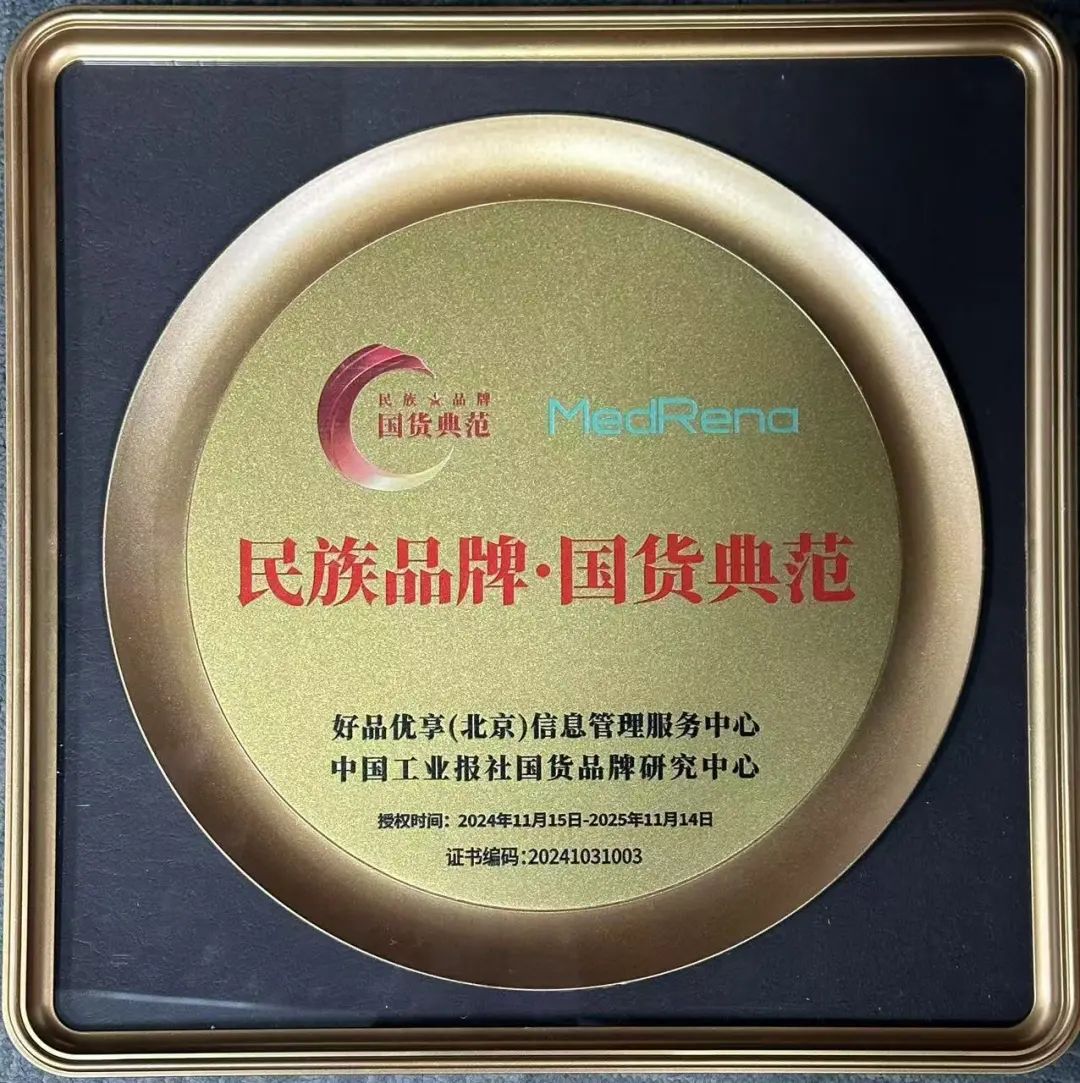 民族★品牌
国货典范
MedRena
民族品牌·国货典范
好品优享(北京)信息管理服务中心
中国工业报社国货品牌研究中心
授权时间：2024年11月15日-2025年11月14日
证书编码：20241031003